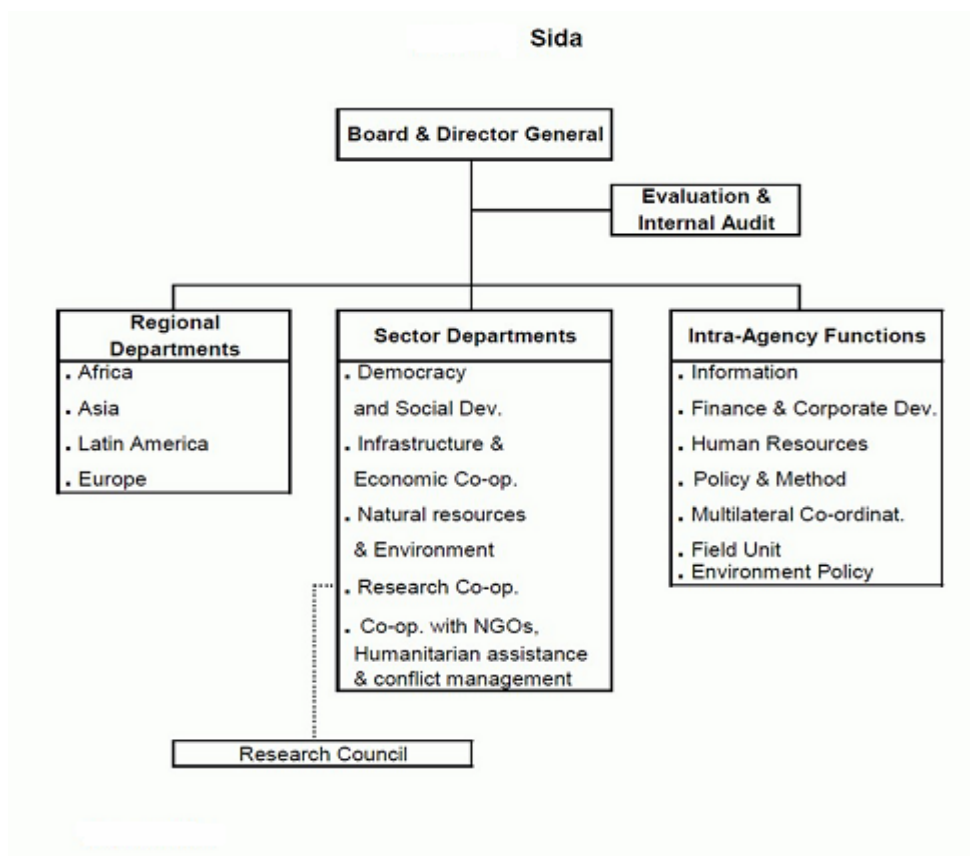 Sida
Board & Director General
Evaluation &
Internal Audit
Regional
Departments
. Africa
. Asia
. Latin America
. Europe
Sector Departments
. Democracy
and Social Dev.
. Infrastructure &
Economic Co-op.
. Natural resources
& Environment
. Research Co-op.
. Co-op. with NGOs,
Humanitarian assistance
& conflict management
Intra-Agency Functions
. Information
. Finance & Corporate Dev.
. Human Resources
. Policy & Method
. Multilateral Co-ordinat.
. Field Unit
. Environment Policy
Research Council